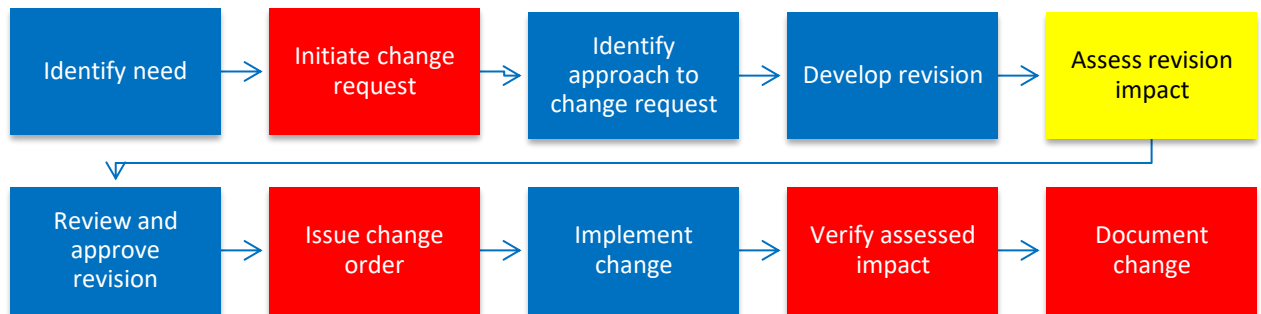 Identify need
Initiate change
request
Identify
approach to
change request
Develop revision
Assess revision
impact
Review and
approve
revision
Issue change
order
Implement
change
Verify assessed
impact
Document
change